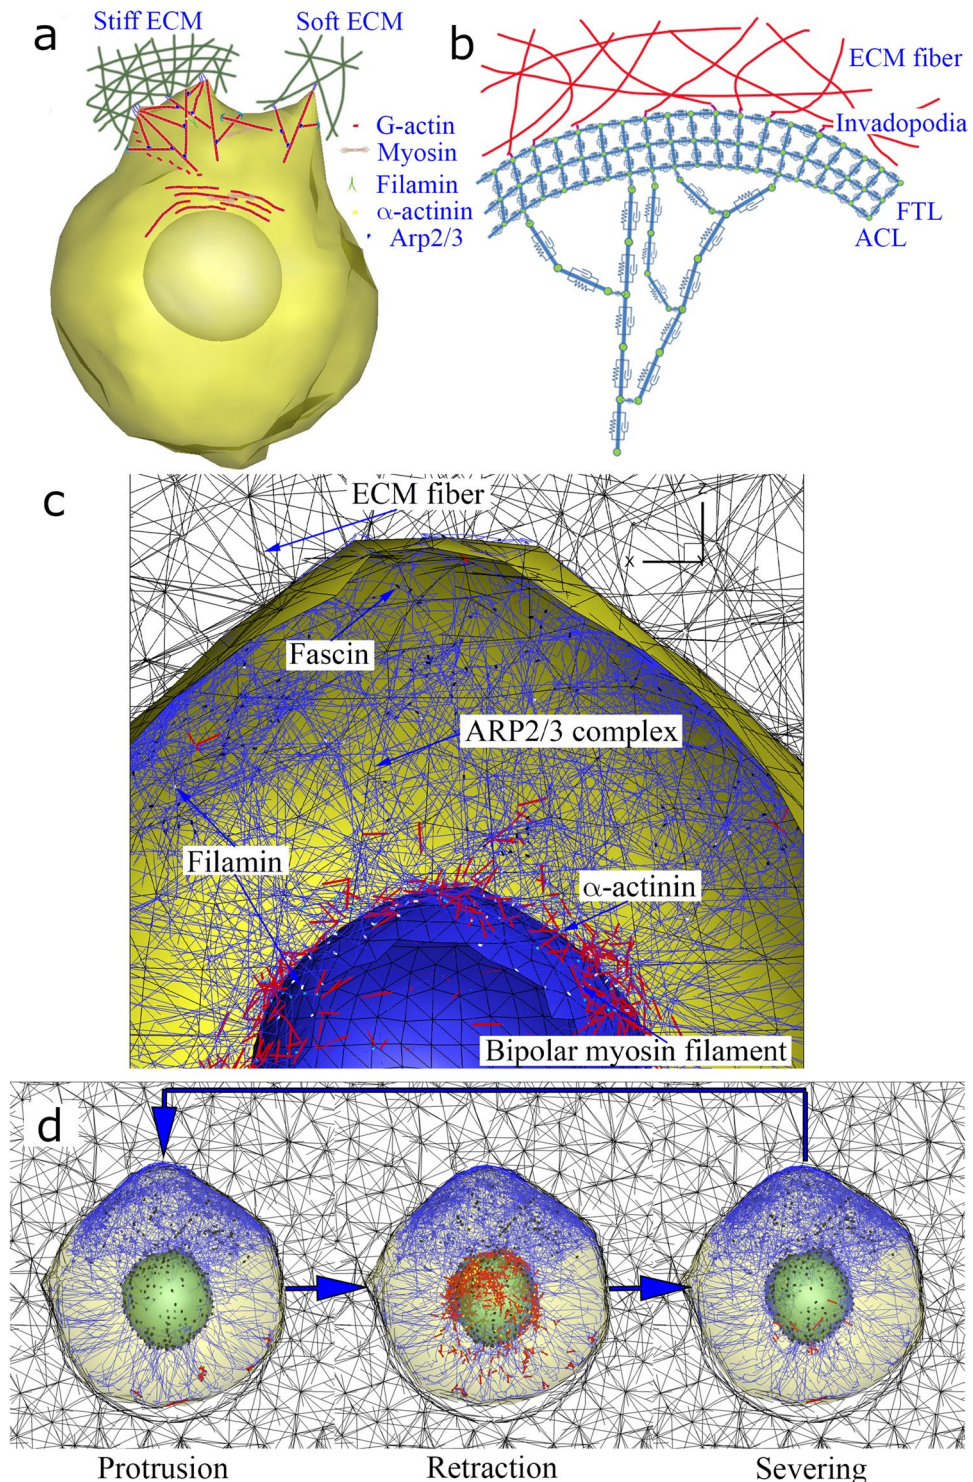 a
Stiff ECM
Soft ECM
G-actin
Myosin
Filamin
α-actinin
Arp2/3
b
ECM fiber
Invadopodia
FTL
ACL
c
ECM fiber
Z
X
Fascin
ARP2/3 complex
Filamin
α-actinin
Bipolar myosin filament
d
Protrusion
Retraction
Severing